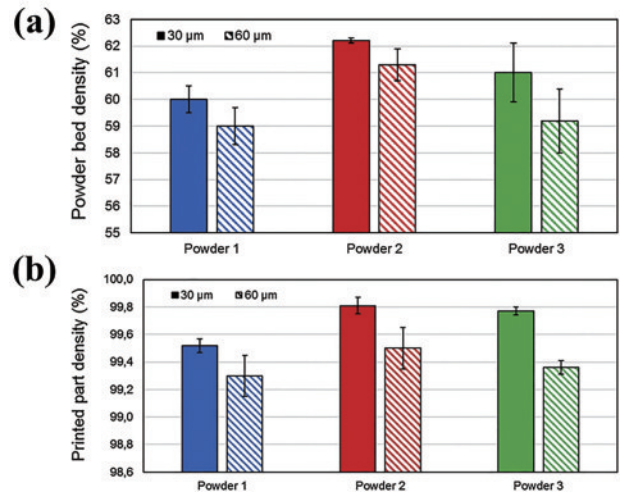 (a)
Powder bed density (%)
63
62
61
60
59
58
57
56
55
30 µm 60 µm
Powder 1 Powder 2 Powder 3
(b)
Printed part density (%)
100,0
99,8
99,6
99,4
99,2
99,0
98,8
98,6
30 µm 60 µm
Powder 1 Powder 2 Powder 3